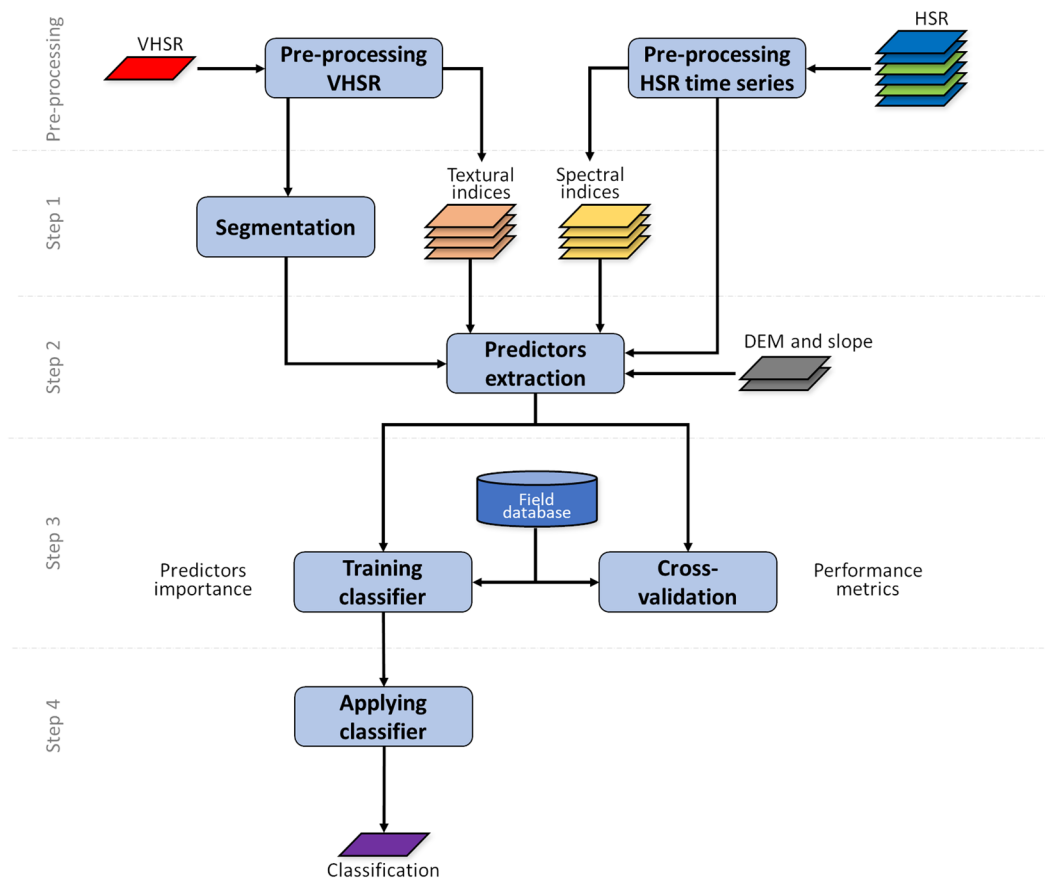 Pre-processing
VHSR
Pre-processing
VHSR
Pre-processing
HSR time series
HSR
Step 1
Segmentation
Textural
indices
Spectral
indices
Step 2
Predictors
extraction
DEM and slope
Step 3
Field
database
Predictors
importance
Training
classifier
Cross-
validation
Performance
metrics
Step 4
Applying
classifier
Classification